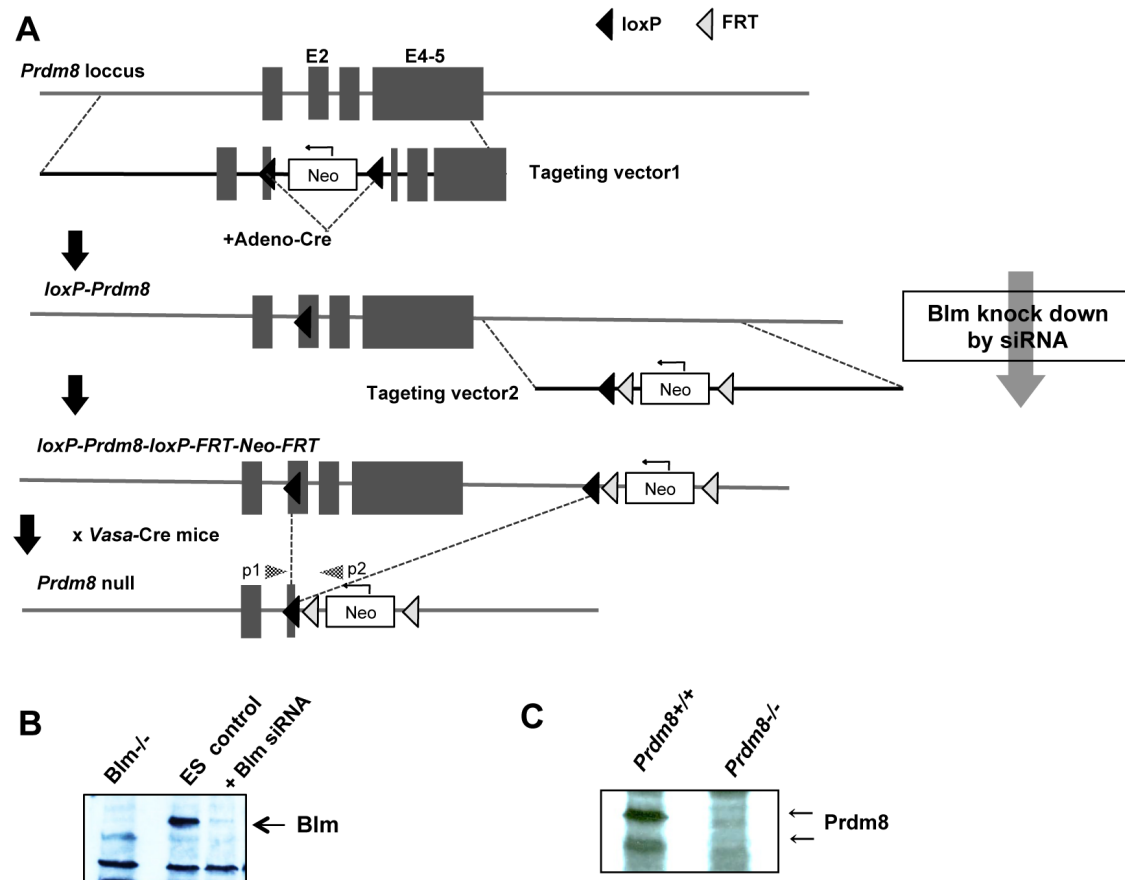 A
loxP
FRT
E2
E4-5
Prdm8 loccus
Neo
Tageting vector1
+Adeno-Cre
loxP-Prdm8
Blm knock down
by siRNA
Tageting vector2
Neo
loxP-Prdm8-loxP-FRT-Neo-FRT
Neo
x Vasa-Cre mice
p1
p2
Prdm8 null
Neo
B
Blm-/-
ES control
+ Blm siRNA
Blm
C
Prdm8+/+
Prdm8-/-
Prdm8